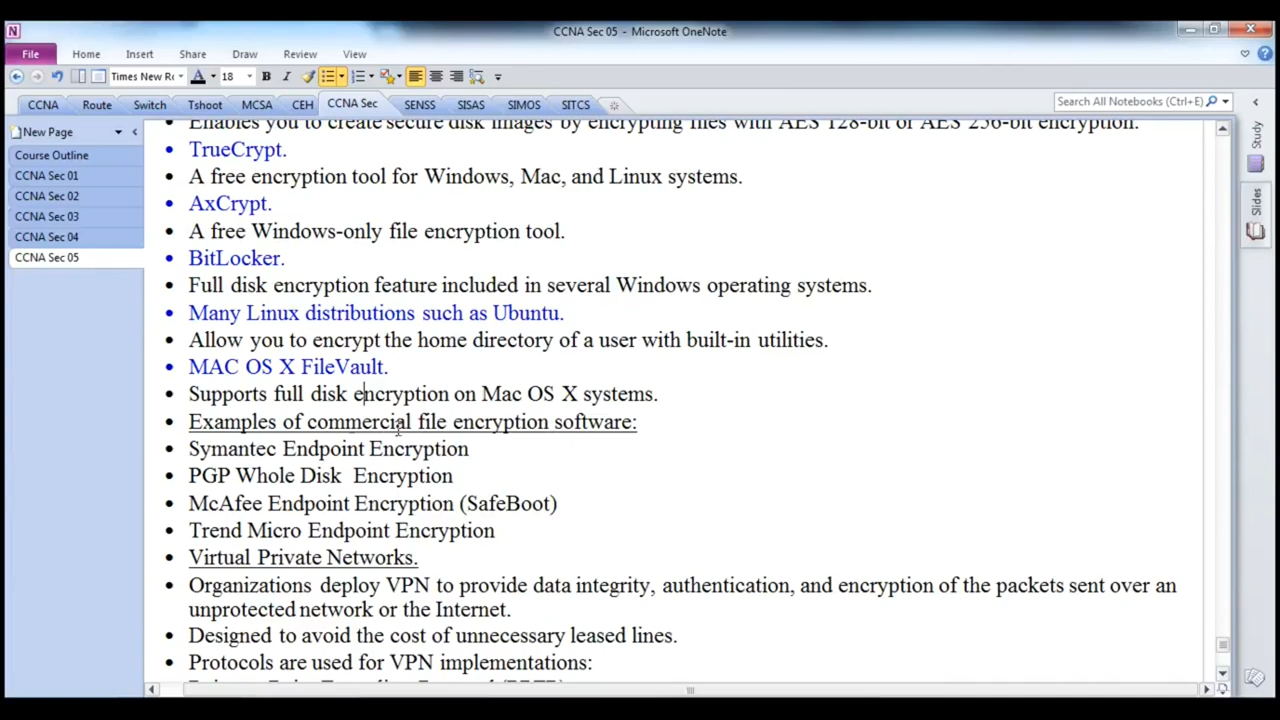 CCNA Sec 05 - Microsoft OneNote
File Home Insert Share Draw Review View
Times New Ro 18 B I
CCNA Route Switch Tshoot MCSA CEH CCNA Sec SENSS SISAS SIMOS SITCS Search All Notebooks (Ctrl+E)
New Page
Course Outline
CCNA Sec 01
CCNA Sec 02
CCNA Sec 03
CCNA Sec 04
CCNA Sec 05
Enables you to create secure disk images by encrypting files with AES 128-bit or AES 256-bit encryption.
• TrueCrypt.
• A free encryption tool for Windows, Mac, and Linux systems.
• AxCrypt.
• A free Windows-only file encryption tool.
• BitLocker.
• Full disk encryption feature included in several Windows operating systems.
• Many Linux distributions such as Ubuntu.
• Allow you to encrypt the home directory of a user with built-in utilities.
• MAC OS X FileVault.
• Supports full disk encryption on Mac OS X systems.
• Examples of commercial file encryption software:
• Symantec Endpoint Encryption
• PGP Whole Disk  Encryption
• McAfee Endpoint Encryption (SafeBoot)
• Trend Micro Endpoint Encryption
• Virtual Private Networks.
• Organizations deploy VPN to provide data integrity, authentication, and encryption of the packets sent over an
unprotected network or the Internet.
• Designed to avoid the cost of unnecessary leased lines.
• Protocols are used for VPN implementations:
Study
Slides